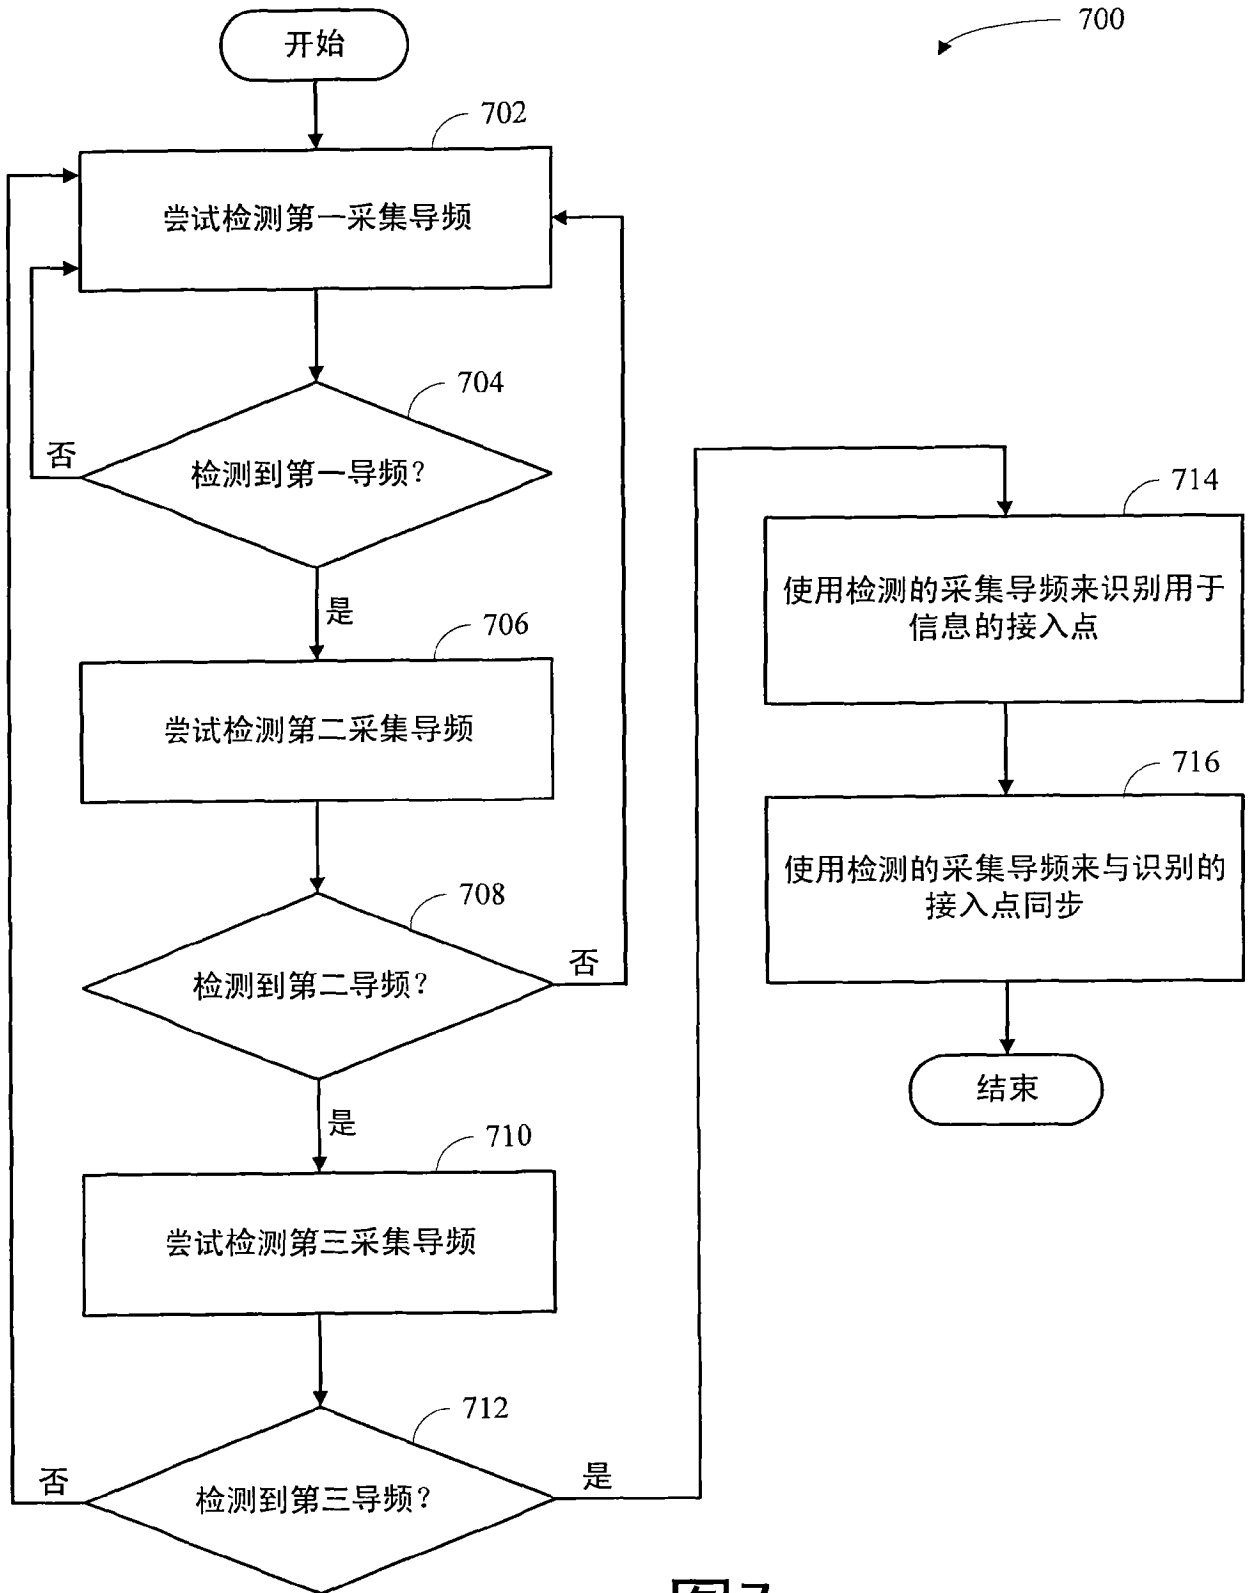 开始
700
702
尝试检测第一采集导频
704
否
检测到第一导频？
是
706
尝试检测第二采集导频
708
否
检测到第二导频？
是
710
尝试检测第三采集导频
712
否
检测到第三导频？
是
714
使用检测的采集导频来识别用于
信息的接入点
716
使用检测的采集导频来与识别的
接入点同步
结束
图7